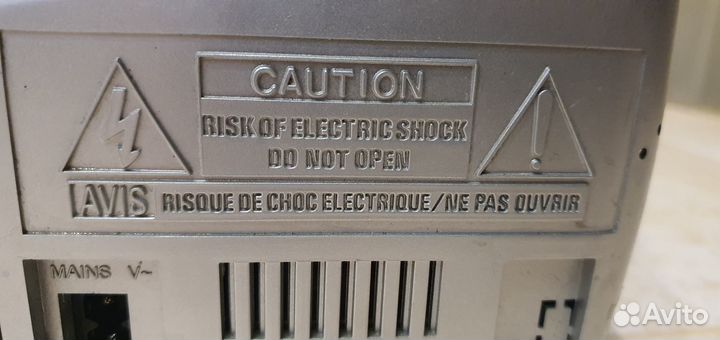 CAUTION
RISK OF ELECTRIC SHOCK
DO NOT OPEN
AVIS RISQUE DE CHOC ELECTRIQUE/NE PAS OUVRIR
MAINS V~
Avito